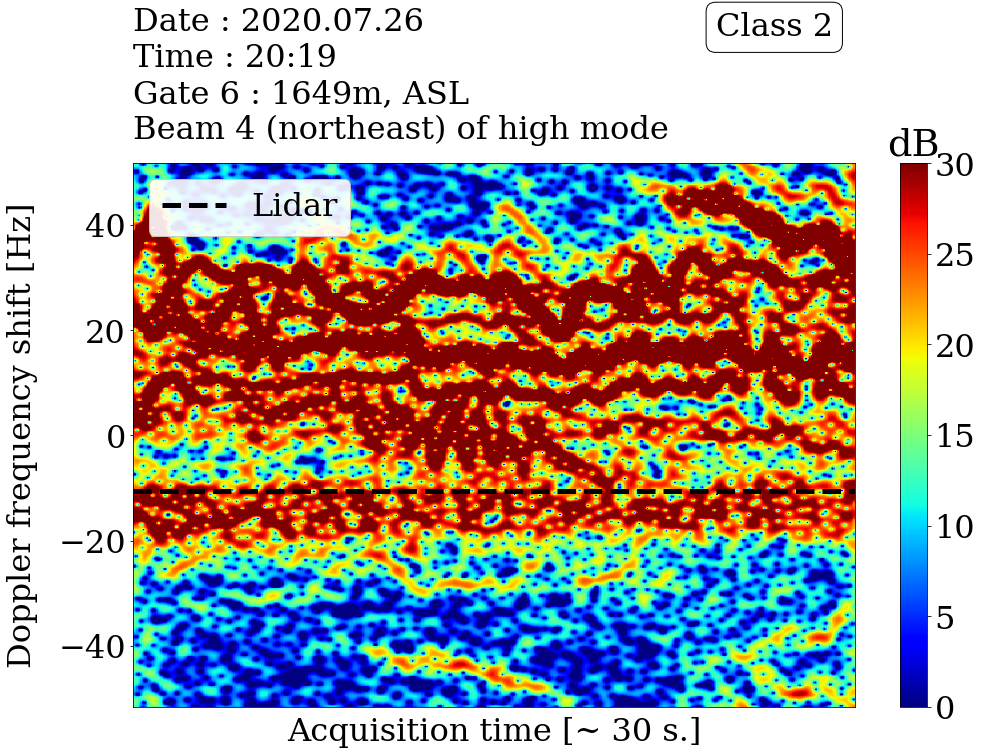 Date : 2020.07.26
Time : 20:19
Gate 6 : 1649m, ASL
Beam 4 (northeast) of high mode
Class 2
dB
Lidar
Doppler frequency shift [Hz]
40
20
0
−20
−40
30
25
20
15
10
5
0
Acquisition time [~ 30 s.]